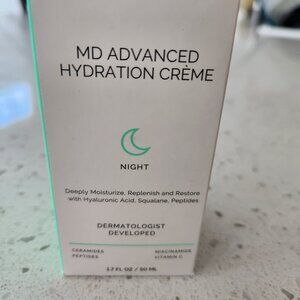 MD ADVANCED
HYDRATION CRÈME
NIGHT
Deeply Moisturize, Replenish and Restore
with Hyaluronic Acid, Squalane, Peptides
DERMATOLOGIST
DEVELOPED
CERAMIDES NIACINAMIDE
PEPTIDES VITAMIN C
1.7 FL OZ / 50 ML